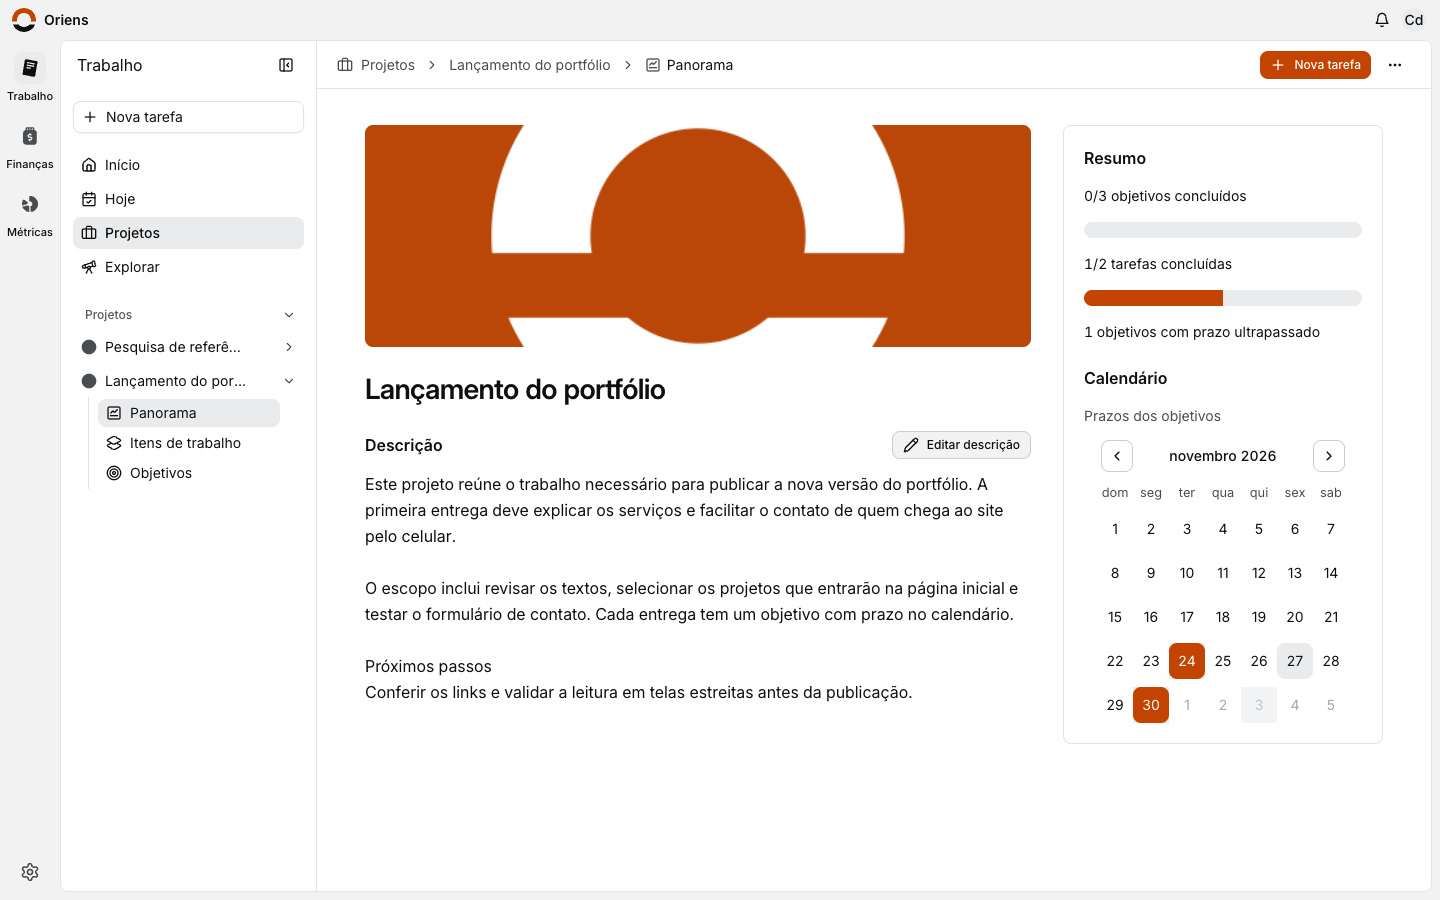 Oriens
Cd
Trabalho
Finanças
Métricas
Trabalho
Nova tarefa
Início
Hoje
Projetos
Explorar
Projetos
Pesquisa de referê...
Lançamento do por...
Panorama
Itens de trabalho
Objetivos
Projetos > Lançamento do portfólio > Panorama
Nova tarefa
Lançamento do portfólio
Descrição
Editar descrição
Este projeto reúne o trabalho necessário para publicar a nova versão do portfólio. A
primeira entrega deve explicar os serviços e facilitar o contato de quem chega ao site
pelo celular.
O escopo inclui revisar os textos, selecionar os projetos que entrarão na página inicial e
testar o formulário de contato. Cada entrega tem um objetivo com prazo no calendário.
Próximos passos
Conferir os links e validar a leitura em telas estreitas antes da publicação.
Resumo
0/3 objetivos concluídos
1/2 tarefas concluídas
1 objetivos com prazo ultrapassado
Calendário
Prazos dos objetivos
novembro 2026
dom seg ter qua qui sex sab
1 2 3 4 5 6 7
8 9 10 11 12 13 14
15 16 17 18 19 20 21
22 23 24 25 26 27 28
29 30 1 2 3 4 5